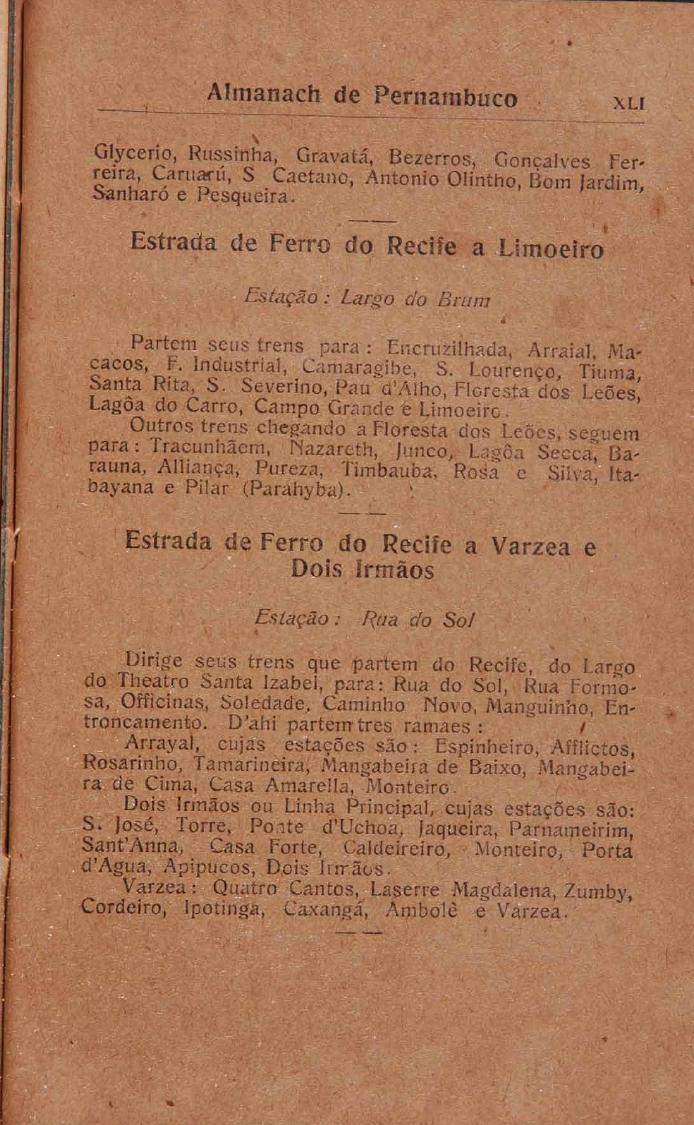 Almanach de Pernambuco XLI
Glycerio, Russinha, Gravatá, Bezerros, Gonçalves Fer-
reira, Caruarú, S Caetano, Antonio Olintho, Bom Jardim,
Sanharó e Pesqueira.
Estrada de Ferro do Recife a Limoeiro
Estação : Largo do Brum
Partem seus trens para : Encruzilhada, Arraial, Ma-
cacos, F. Industrial, Camaragibe, S. Lourenço, Tiuma,
Santa Rita, S. Severino, Pau d'Alho, Floresta dos Leões,
Lagôa do Carro, Campo Grande e Limoeiro.
Outros trens chegando a Floresta dos Leões, seguem
para : Tracunhãem, Nazareth, Junco, Lagôa Secca, Ba-
rauna, Alliança, Pureza, Timbauba, Rosa e Silva, Ita-
bayana e Pilar (Parahyba).
Estrada de Ferro do Recife a Varzea e
Dois Irmãos
Estação : Rua do Sol
Dirige seus trens que partem do Recife, do Largo
do Theatro Santa Izabel, para: Rua do Sol, Rua Formo-
sa, Officinas, Soledade, Caminho Novo, Manguinho, En-
troncamento. D'ahi partem tres ramaes :
Arrayal, cujas estações são : Espinheiro, Afflictos,
Rosarinho, Tamarineira, Mangabeira de Baixo, Mangabei-
ra de Cima, Casa Amarella, Monteiro.
Dois Irmãos ou Linha Principal, cujas estações são:
S. José, Torre, Ponte d'Uchoa, Jaqueira, Parnameirim,
Sant'Anna, Casa Forte, Caldeireiro, Monteiro, Porta
d'Agua, Apipucos, Dois Irmãos.
Varzea : Quatro Cantos, Laserre Magdalena, Zumby,
Cordeiro, Ipotinga, Caxangá, Ambolê e Varzea.